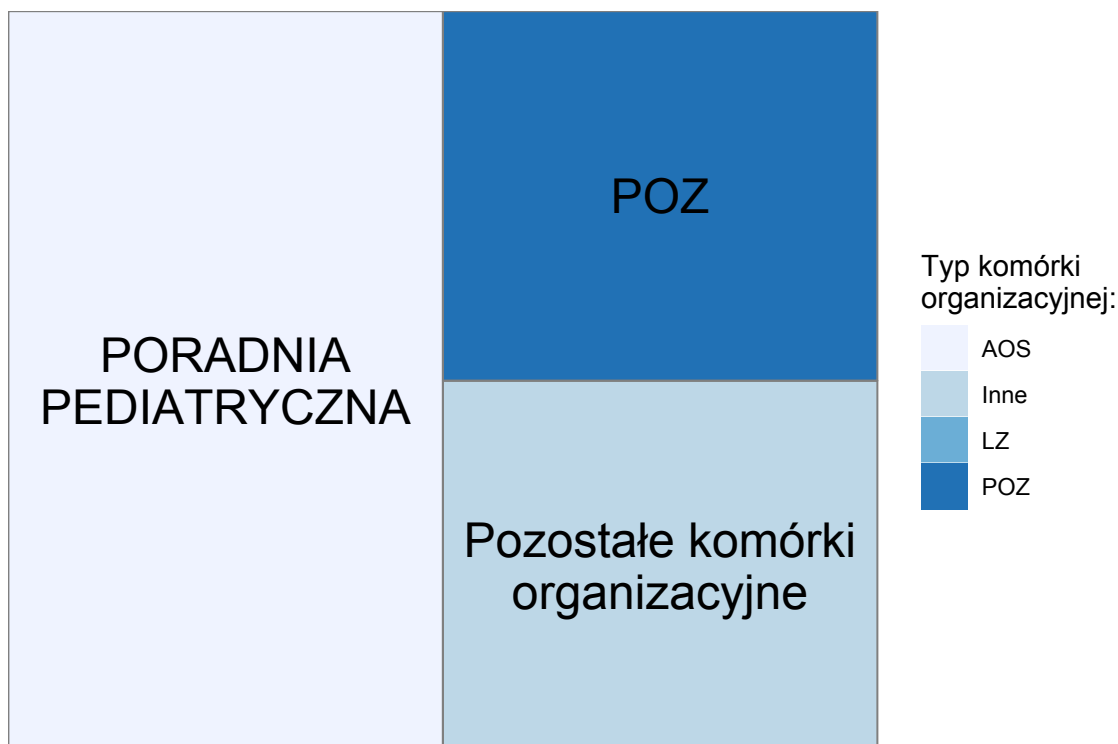 PORADNIA
PEDIATRYCZNA
POZ
Pozostałe komórki
organizacyjne
Typ komórki
organizacyjnej:
AOS
Inne
LZ
POZ